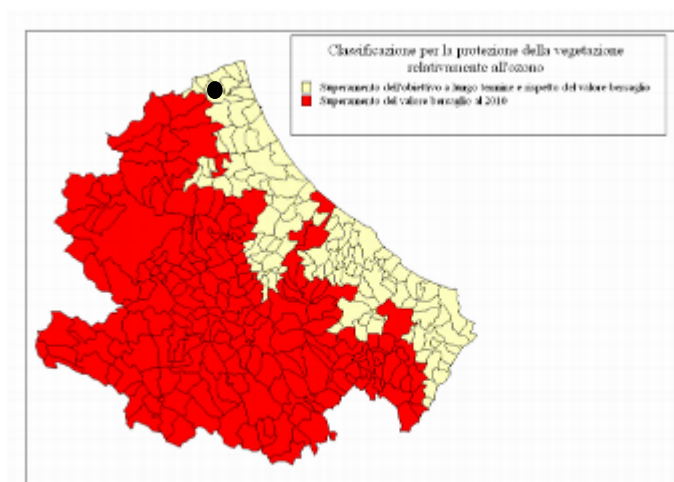 Classificazione per la protezione della vegetazione
relativamente all'ozono
Superamento dell'obiettivo a lungo termine e rispetto del valore bersaglio
Superamento del valore bersaglio al 2010